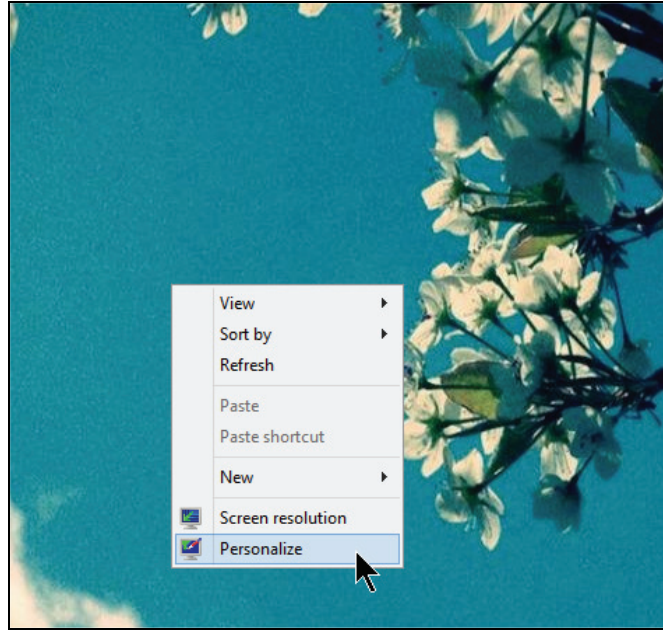 View
Sort by
Refresh
Paste
Paste shortcut
New
Screen resolution
Personalize